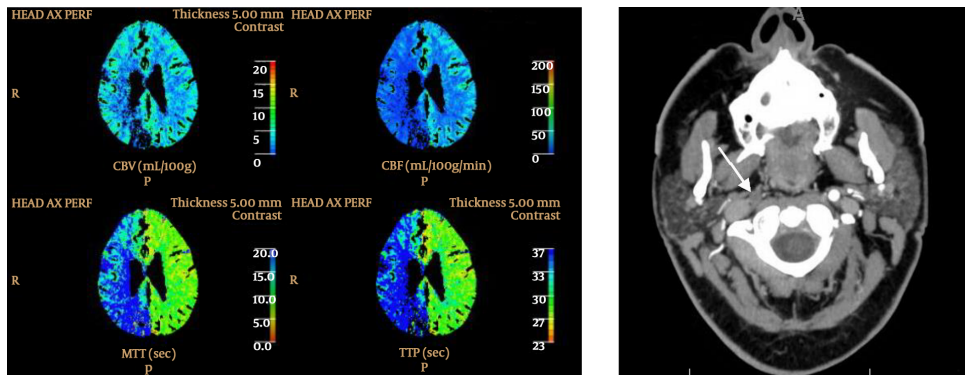 HEAD AX PERF
Thickness 5.00 mm
Contrast
R
20
15
10
5
0
CBV (mL/100g)
P
HEAD AX PERF
Thickness 5.00 mm
Contrast
R
200
150
100
50
0
CBF (mL/100g/min)
P
HEAD AX PERF
Thickness 5.00 mm
Contrast
R
20.0
15.0
10.0
5.0
0.0
MTT (sec)
P
HEAD AX PERF
Thickness 5.00 mm
Contrast
R
37
33
30
27
23
TTP (sec)
P
A